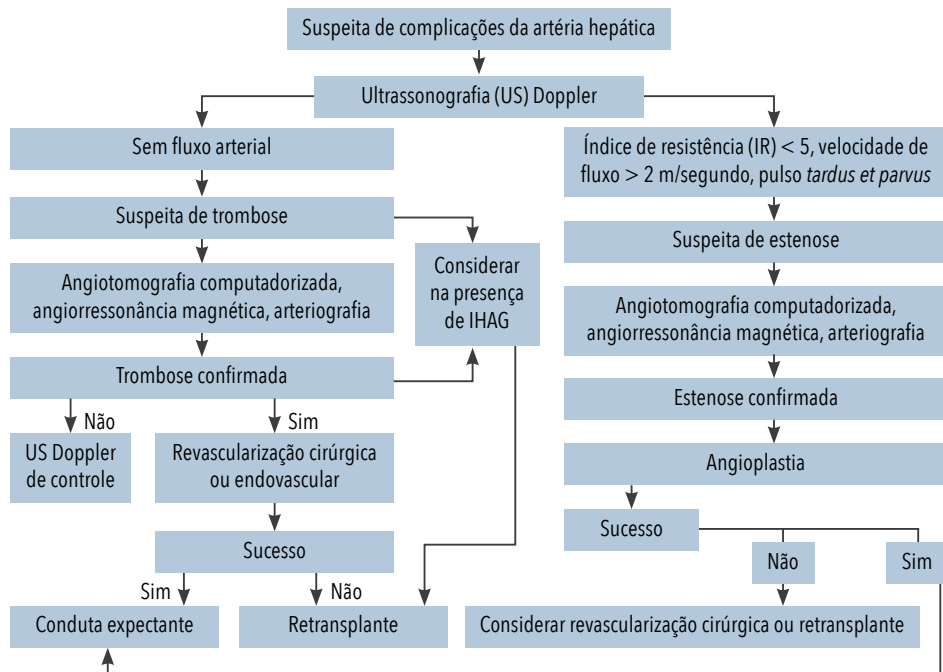 Suspeita de complicações da artéria hepática
Ultrassonografia (US) Doppler
Sem fluxo arterial
Suspeita de trombose
Angiotomografia computadorizada,
angiorressonância magnética, arteriografia
Trombose confirmada
Não
Sim
US Doppler
de controle
Revascularização cirúrgica
ou endovascular
Sucesso
Sim
Não
Conduta expectante
Retransplante
Considerar
na presença
de IHAG
Índice de resistência (IR) < 5, velocidade de
fluxo > 2 m/segundo, pulso tardus et parvus
Suspeita de estenose
Angiotomografia computadorizada,
angiorressonância magnética, arteriografia
Estenose confirmada
Angioplastia
Sucesso
Não
Sim
Considerar revascularização cirúrgica ou retransplante